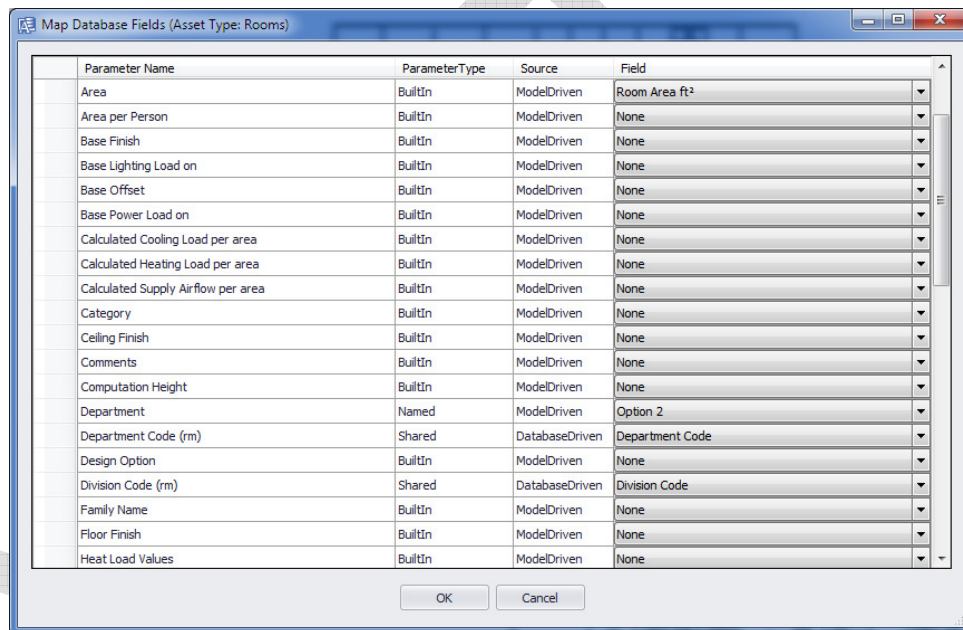 Map Database Fields (Asset Type: Rooms)
Parameter Name ParameterType Source Field
Area BuiltIn ModelDriven Room Area ft²
Area per Person BuiltIn ModelDriven None
Base Finish BuiltIn ModelDriven None
Base Lighting Load on BuiltIn ModelDriven None
Base Offset BuiltIn ModelDriven None
Base Power Load on BuiltIn ModelDriven None
Calculated Cooling Load per area BuiltIn ModelDriven None
Calculated Heating Load per area BuiltIn ModelDriven None
Calculated Supply Airflow per area BuiltIn ModelDriven None
Category BuiltIn ModelDriven None
Ceiling Finish BuiltIn ModelDriven None
Comments BuiltIn ModelDriven None
Computation Height BuiltIn ModelDriven None
Department Named ModelDriven Option 2
Department Code (rm) Shared DatabaseDriven Department Code
Design Option BuiltIn ModelDriven None
Division Code (rm) Shared DatabaseDriven Division Code
Family Name BuiltIn ModelDriven None
Floor Finish BuiltIn ModelDriven None
Heat Load Values BuiltIn ModelDriven None
OK Cancel